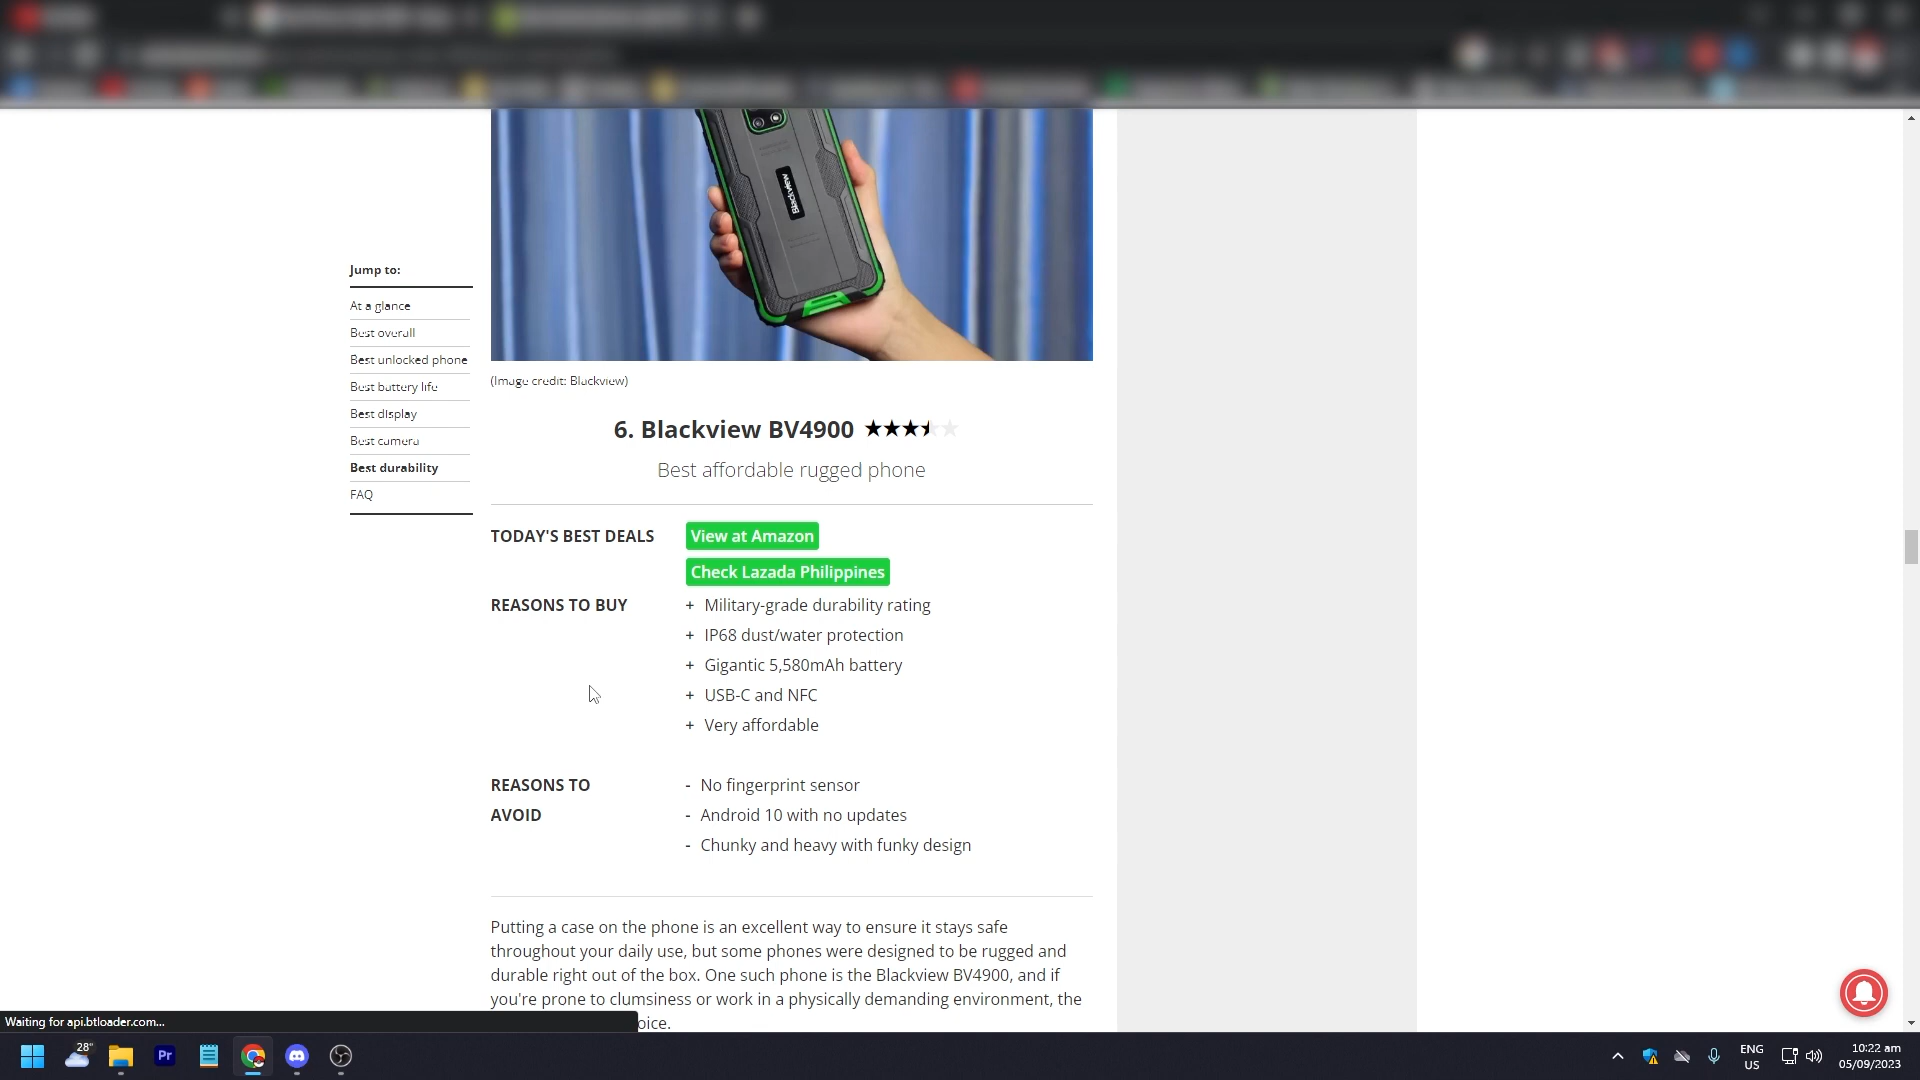 Blackview
Jump to:
At a glance
Best overall
Best unlocked phone
Best battery life
Best display
Best camera
Best durability
FAQ
(Image credit: Blackview)
6. Blackview BV4900
Best affordable rugged phone
TODAY'S BEST DEALS
View at Amazon
Check Lazada Philippines
REASONS TO BUY
+ Military-grade durability rating
+ IP68 dust/water protection
+ Gigantic 5,580mAh battery
+ USB-C and NFC
+ Very affordable
REASONS TO
AVOID
- No fingerprint sensor
- Android 10 with no updates
- Chunky and heavy with funky design
Putting a case on the phone is an excellent way to ensure it stays safe
throughout your daily use, but some phones were designed to be rugged and
durable right out of the box. One such phone is the Blackview BV4900, and if
you're prone to clumsiness or work in a physically demanding environment, the
oice.
Waiting for api.btloader.com...
28°
Pr
ENG
US
10:22 am
05/09/2023